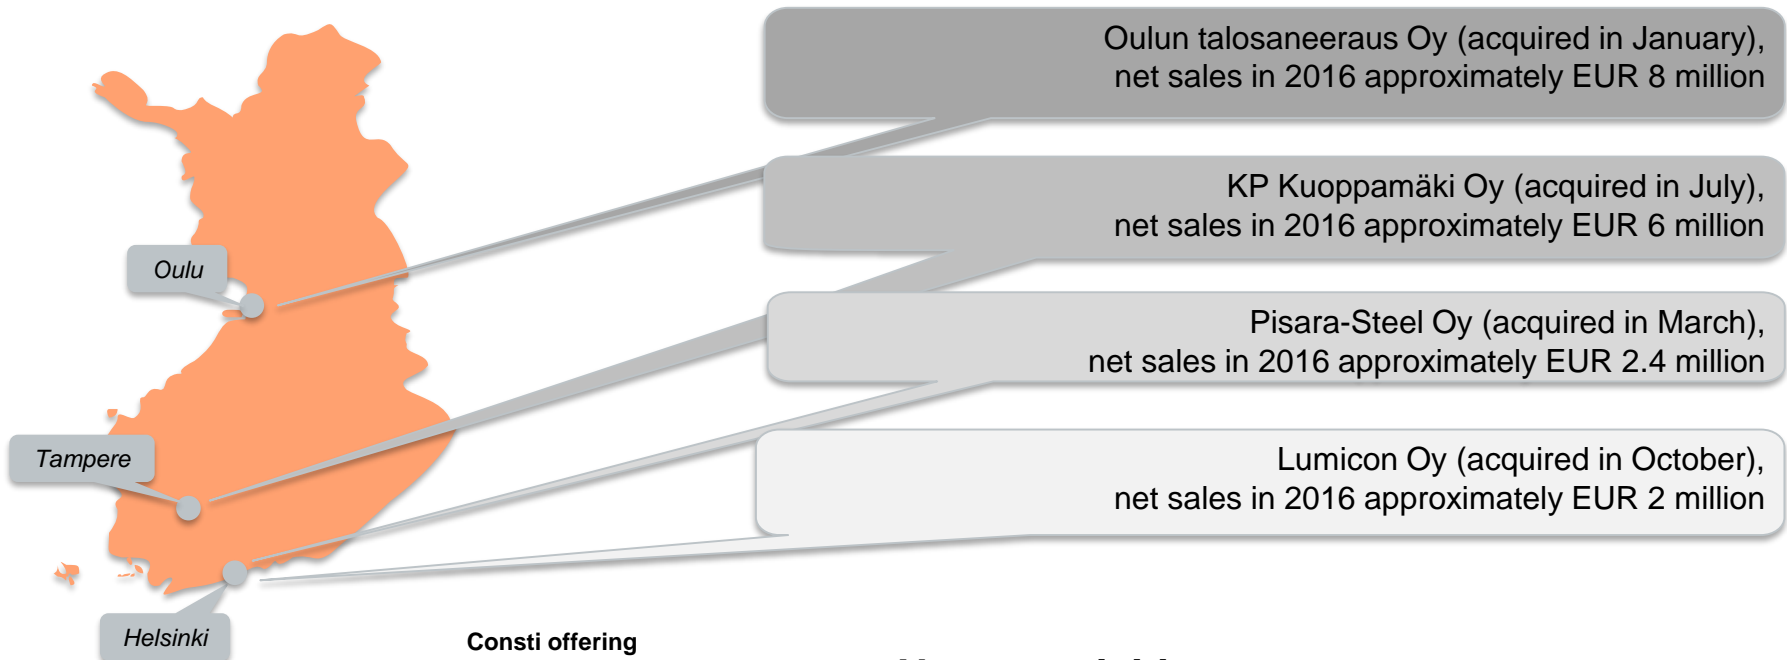 Oulun talosaneeraus Oy (acquired in January),
net sales in 2016 approximately EUR 8 million
KP Kuoppamäki Oy (acquired in July),
net sales in 2016 approximately EUR 6 million
Oulu
Pisara-Steel Oy (acquired in March),
net sales in 2016 approximately EUR 2.4 million
Tampere
Lumicon Oy (acquired in October),
net sales in 2016 approximately EUR 2 million
Helsinki
Consti offering